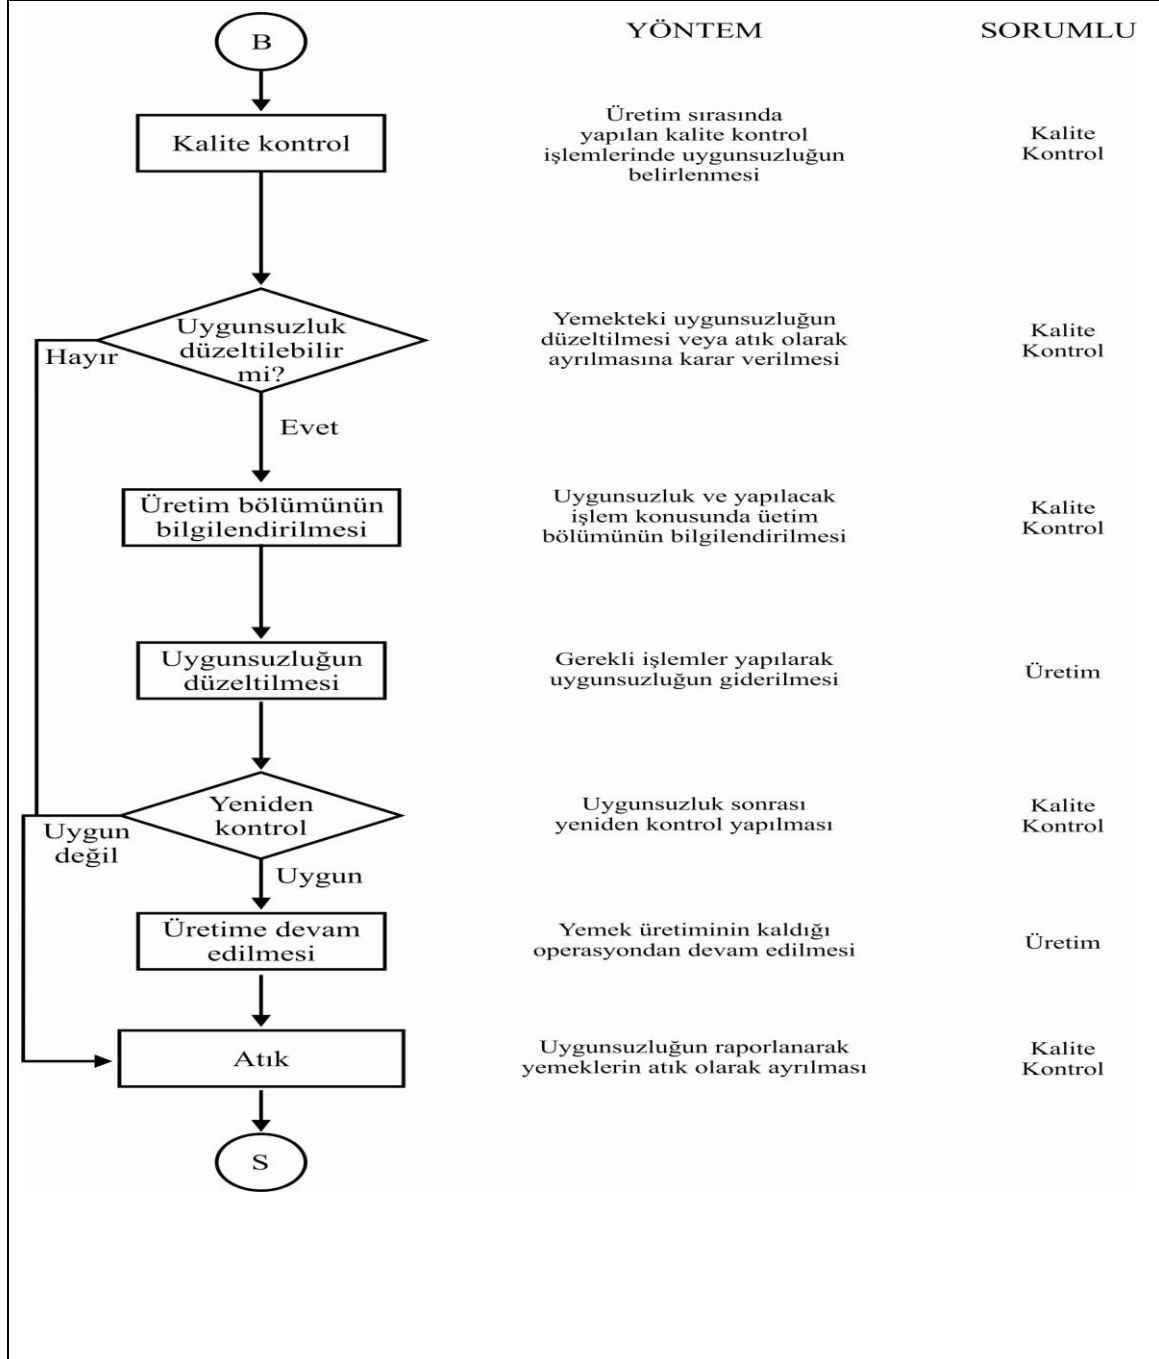 B
YÖNTEM
SORUMLU
Kalite kontrol
Üretim sırasında
yapılan kalite kontrol
işlemlerinde uygunsuzluğun
belirlenmesi
Kalite
Kontrol
Uygunsuzluk
düzeltilebilir
mi?
Hayır
Evet
Yemekteki uygunsuzluğun
düzeltilmesi veya atık olarak
ayrılmasına karar verilmesi
Kalite
Kontrol
Üretim bölümünün
bilgilendirilmesi
Uygunsuzluk ve yapılacak
işlem konusunda üetim
bölümünün bilgilendirilmesi
Kalite
Kontrol
Uygunsuzluğun
düzeltilmesi
Gerekli işlemler yapılarak
uygunsuzluğun giderilmesi
Üretim
Yeniden
kontrol
Uygun
değil
Uygun
Uygunsuzluk sonrası
yeniden kontrol yapılması
Kalite
Kontrol
Üretime devam
edilmesi
Yemek üretiminin kaldığı
operasyondan devam edilmesi
Üretim
Atık
Uygunsuzluğun raporlanarak
yemeklerin atık olarak ayrılması
Kalite
Kontrol
S